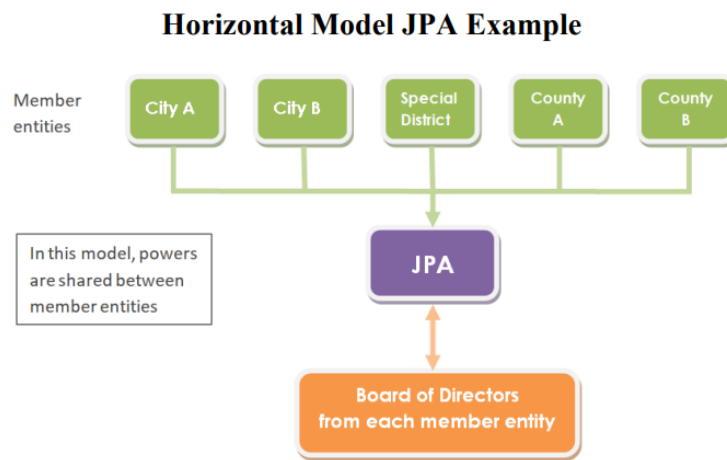 Horizontal Model JPA Example
Member
entities
City A
City B
Special
District
County
A
County
B
In this model, powers
are shared between
member entities
JPA
Board of Directors
from each member entity